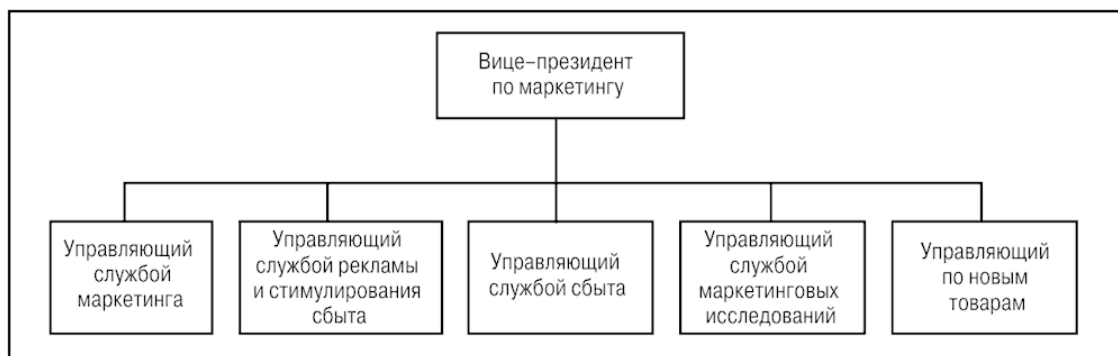 Вице–президент
по маркетингу
Управляющий
службой
маркетинга
Управляющий
службой рекламы
и стимулирования
сбыта
Управляющий
службой сбыта
Управляющий
службой
маркетинговых
исследований
Управляющий
по новым
товарам